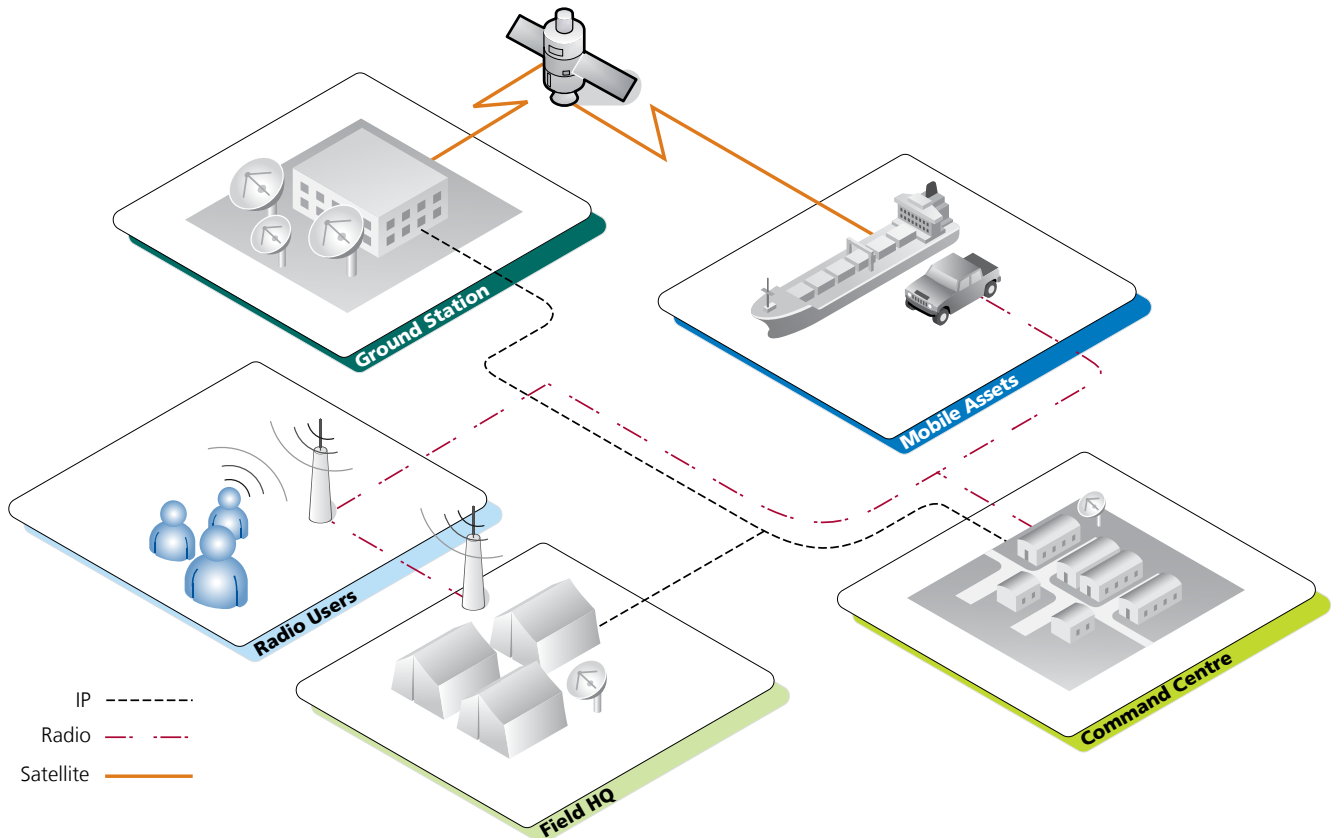 Ground Station
Mobile Assets
Radio Users
Field HQ
Command Centre
IP
Radio
Satellite